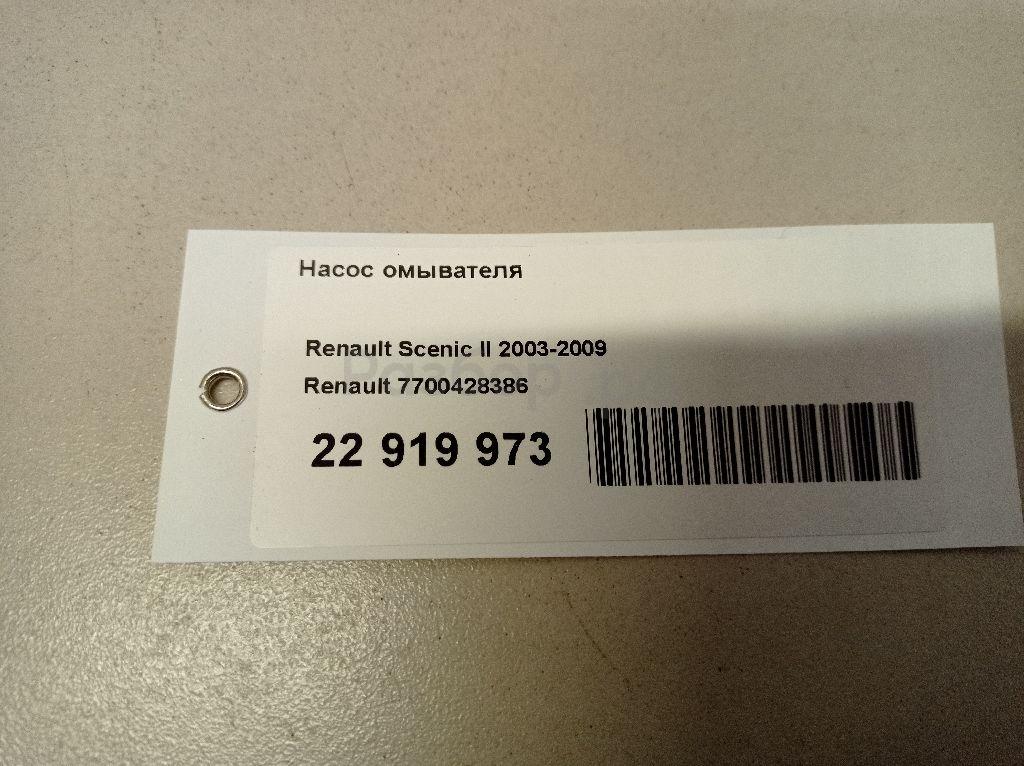 Насос омывателя
Renault Scenic II 2003-2009
Renault 7700428386
22 919 973